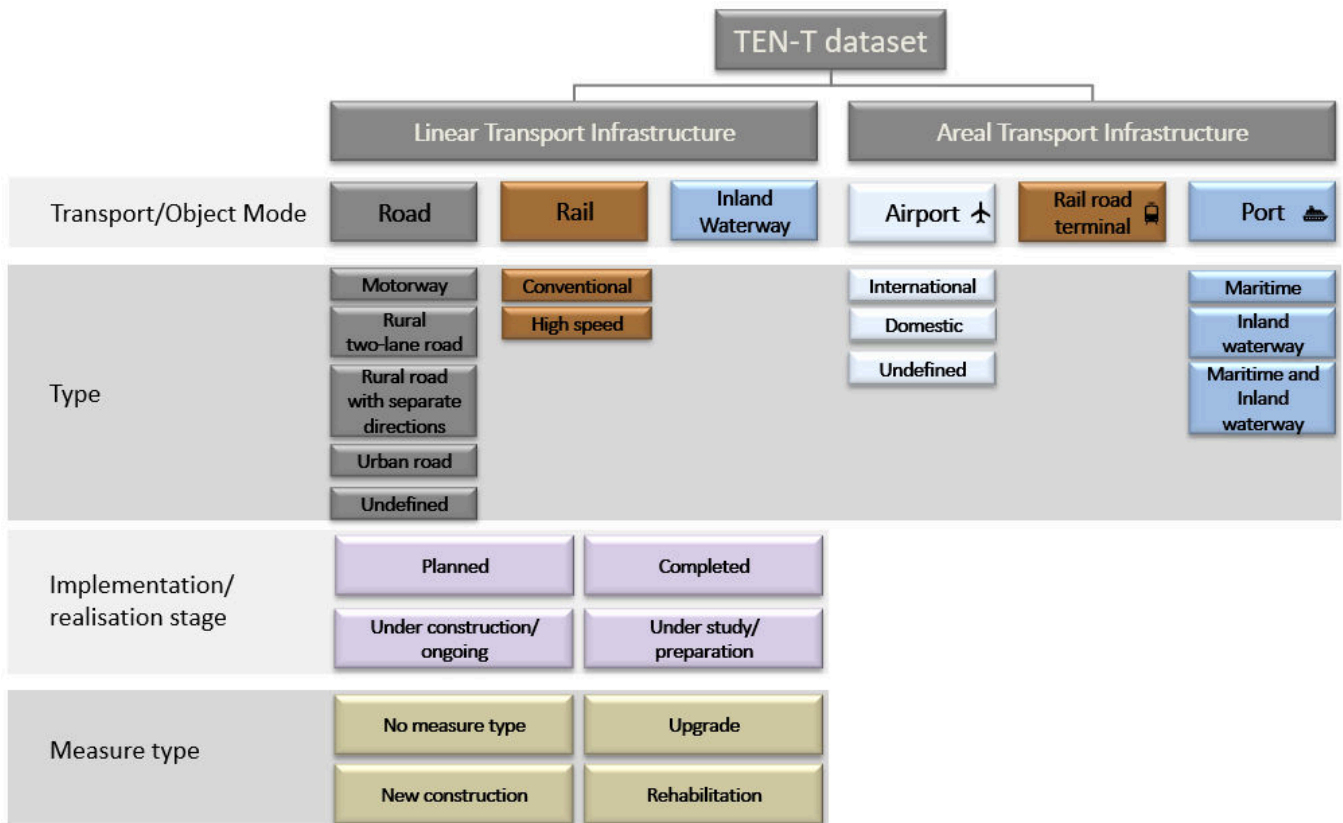 TEN-T dataset
Linear Transport Infrastructure
Areal Transport Infrastructure
Transport/Object Mode
Road
Rail
Inland
Waterway
Airport
Rail road
terminal
Port
Type
Motorway
Rural
two-lane road
Rural road
with separate
directions
Urban road
Undefined
Conventional
High speed
International
Domestic
Undefined
Maritime
Inland
waterway
Maritime and
Inland
waterway
Implementation/
realisation stage
Planned
Completed
Under construction/
ongoing
Under study/
preparation
Measure type
No measure type
Upgrade
New construction
Rehabilitation